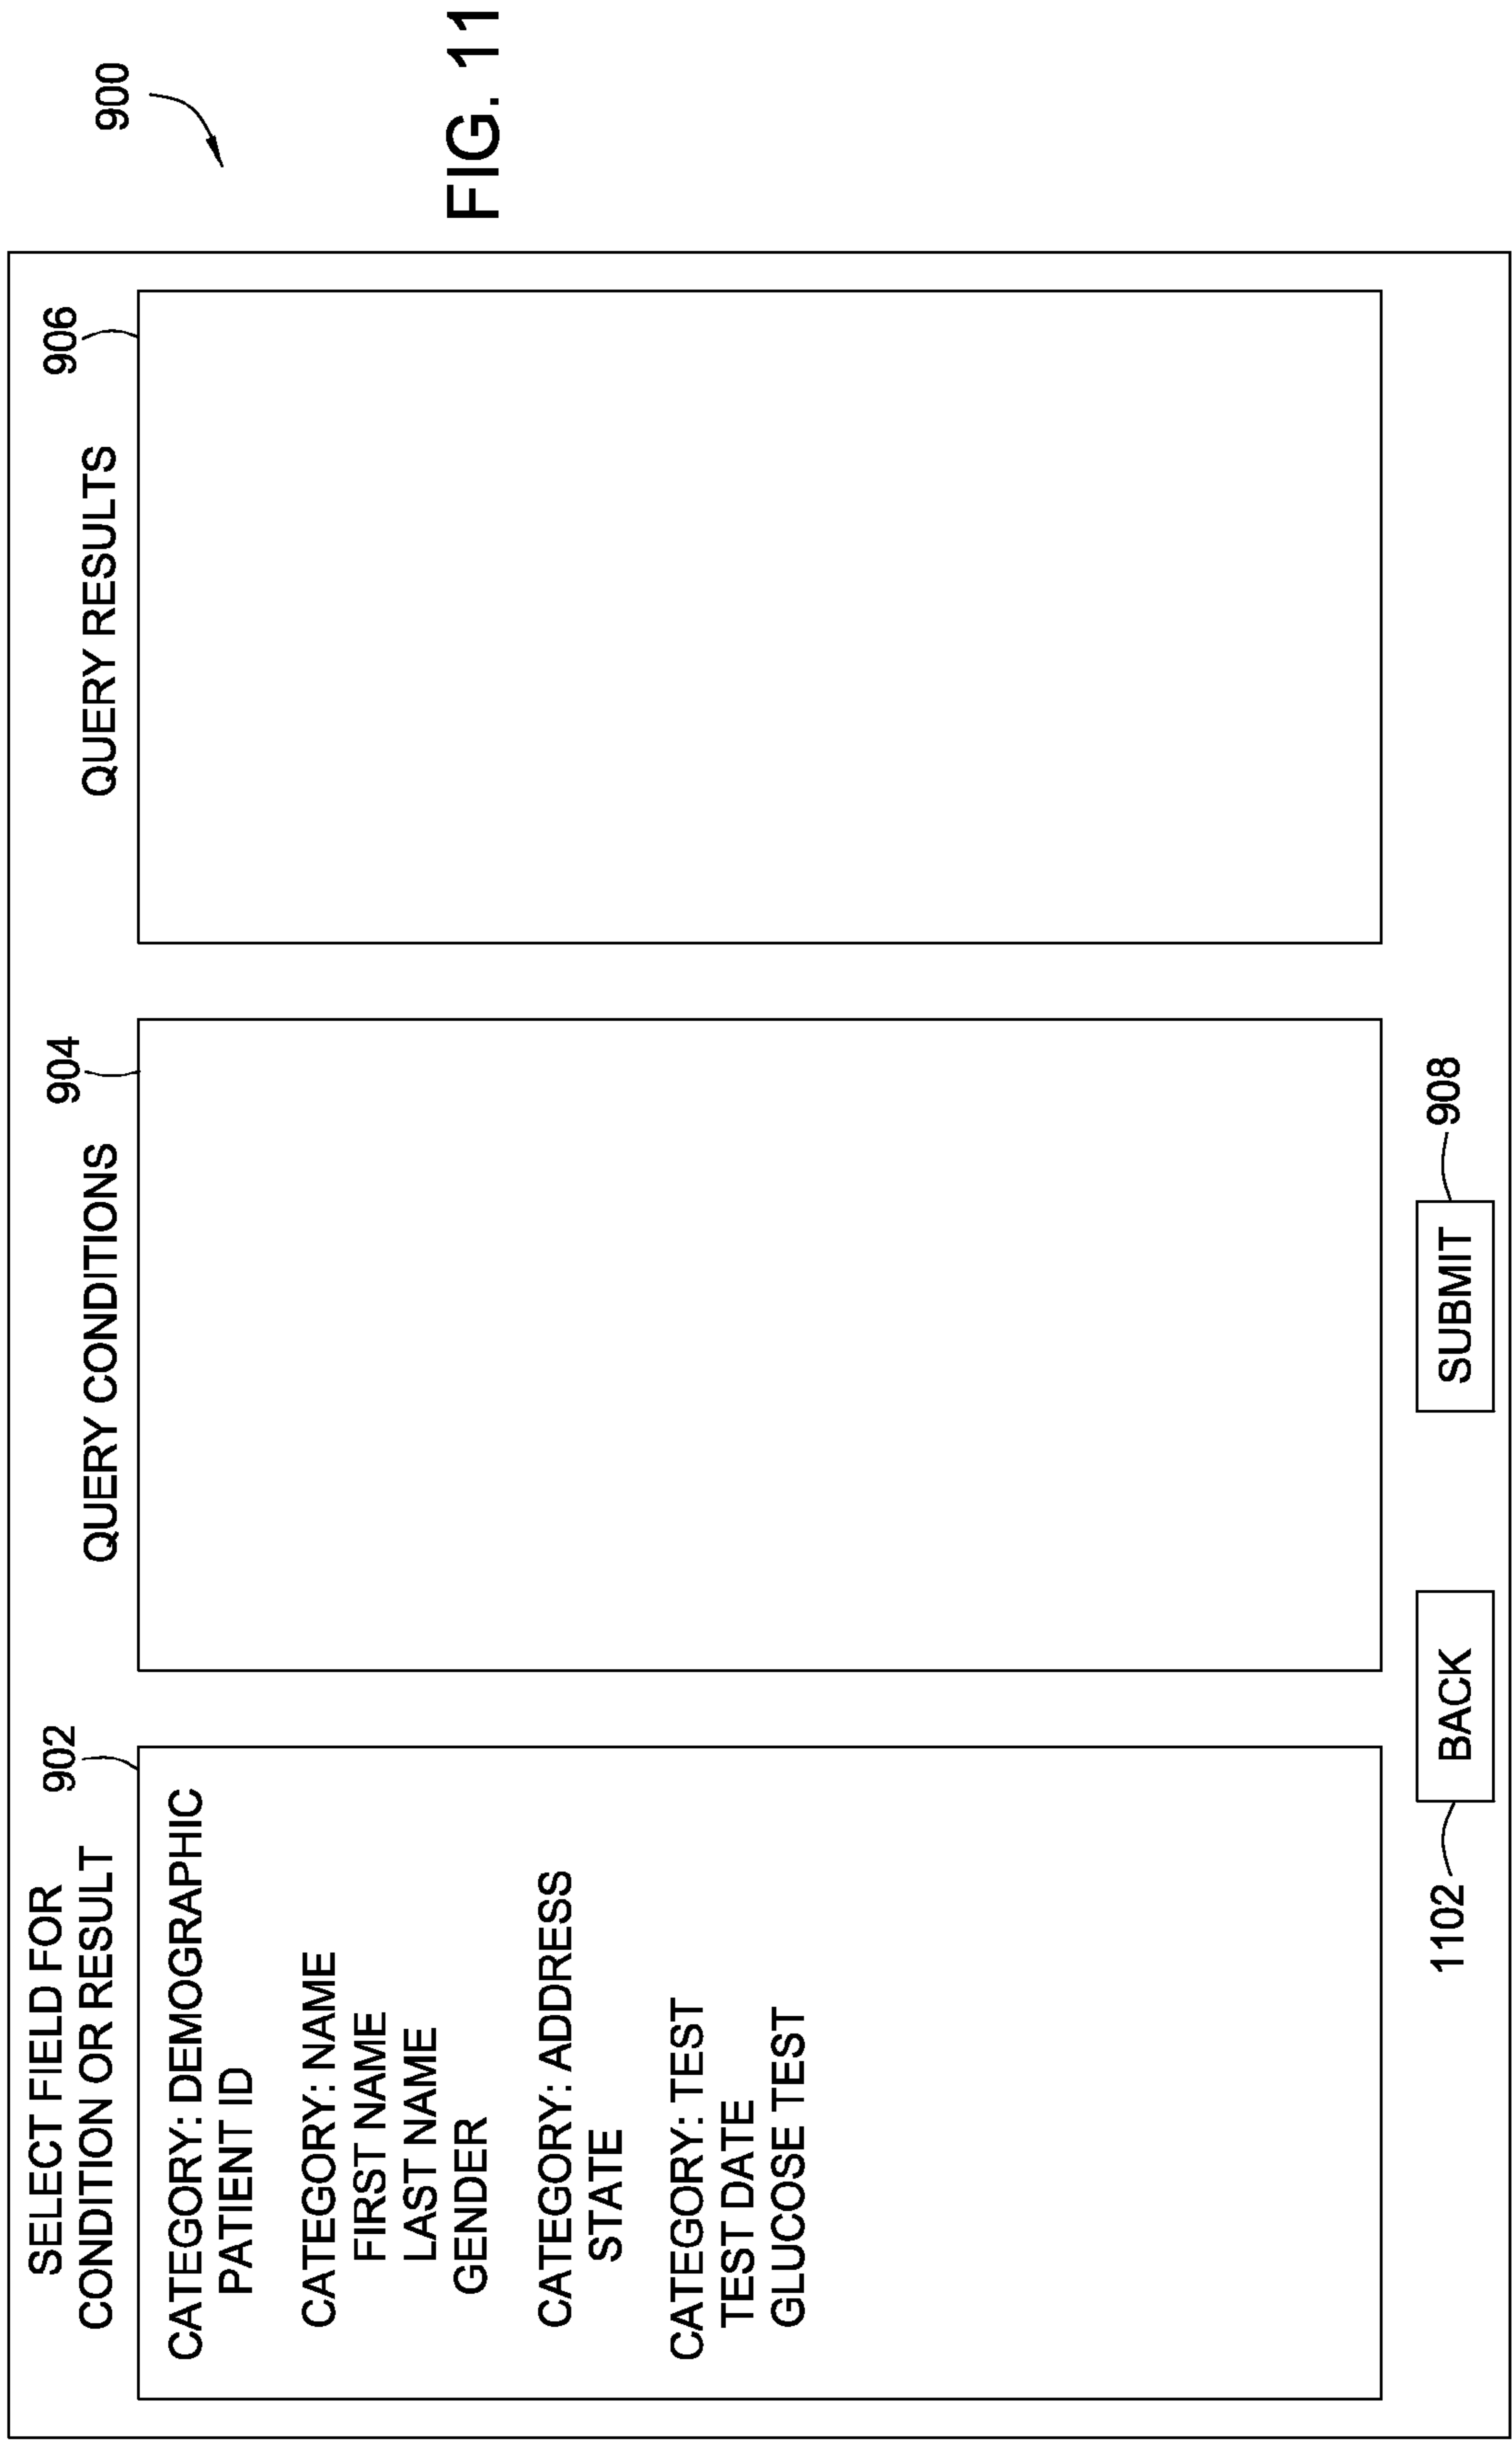 900
FIG. 11
SELECT FIELD FOR
CONDITION OR RESULT
902
CATEGORY: DEMOGRAPHIC
PATIENT ID
CATEGORY: NAME
FIRST NAME
LAST NAME
GENDER
CATEGORY: ADDRESS
STATE
CATEGORY: TEST
TEST DATE
GLUCOSE TEST
QUERY CONDITIONS
904
QUERY RESULTS
906
1102
BACK
SUBMIT
908